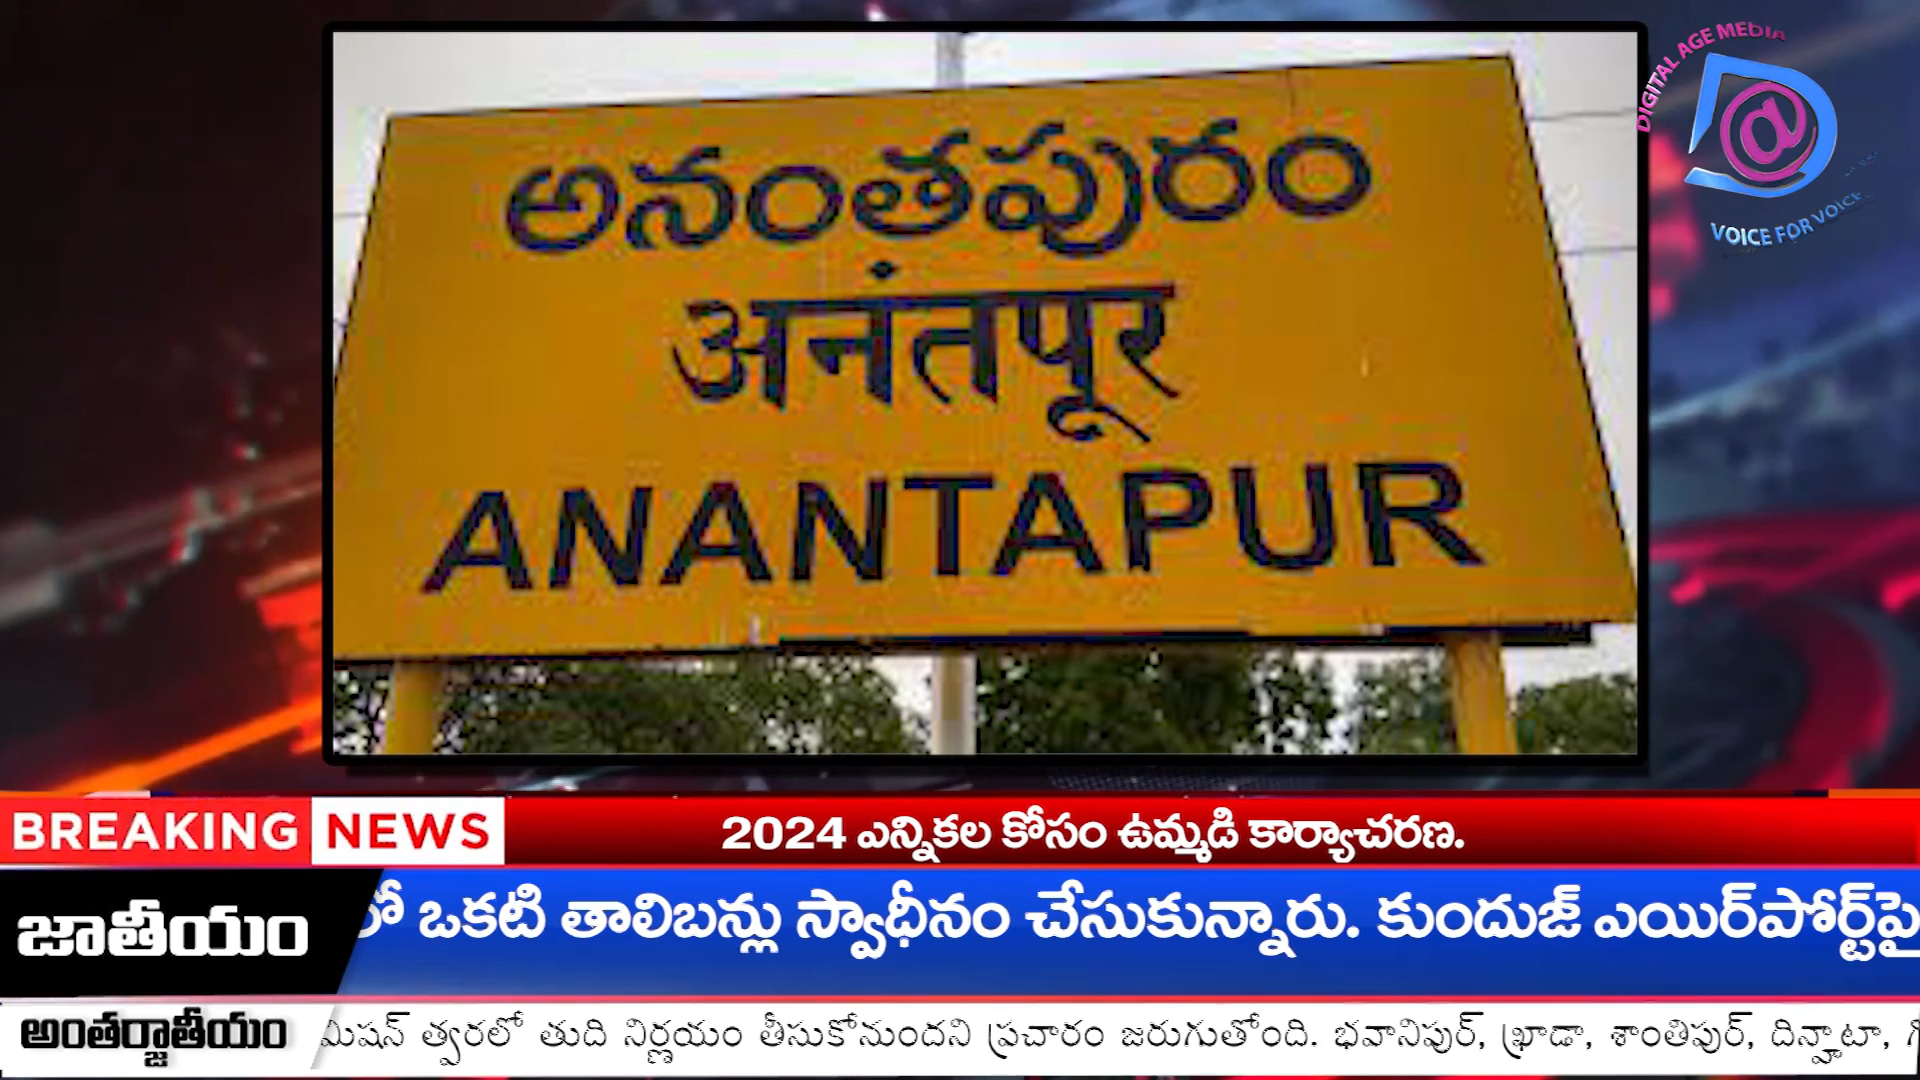 DIGITAL AGE MEDIA
@
VOICE FOR VOICE
అనంతపురం
अनंतपूर
ANANTAPUR
BREAKING NEWS
2024 ఎన్నికల కోసం ఉమ్మడి కార్యాచరణ.
జాతీయం
లో ఒకటి తాలిబన్లు స్వాధీనం చేసుకున్నారు. కుందుజ్ ఎయిర్‌పోర్ట్‌పై
అంతర్జాతీయం
మిషన్ త్వరలో తుది నిర్ణయం తీసుకోనుందని ప్రచారం జరుగుతోంది. భవానిపుర్, ఖ్రాడా, శాంతిపుర్, దిన్హాటా,